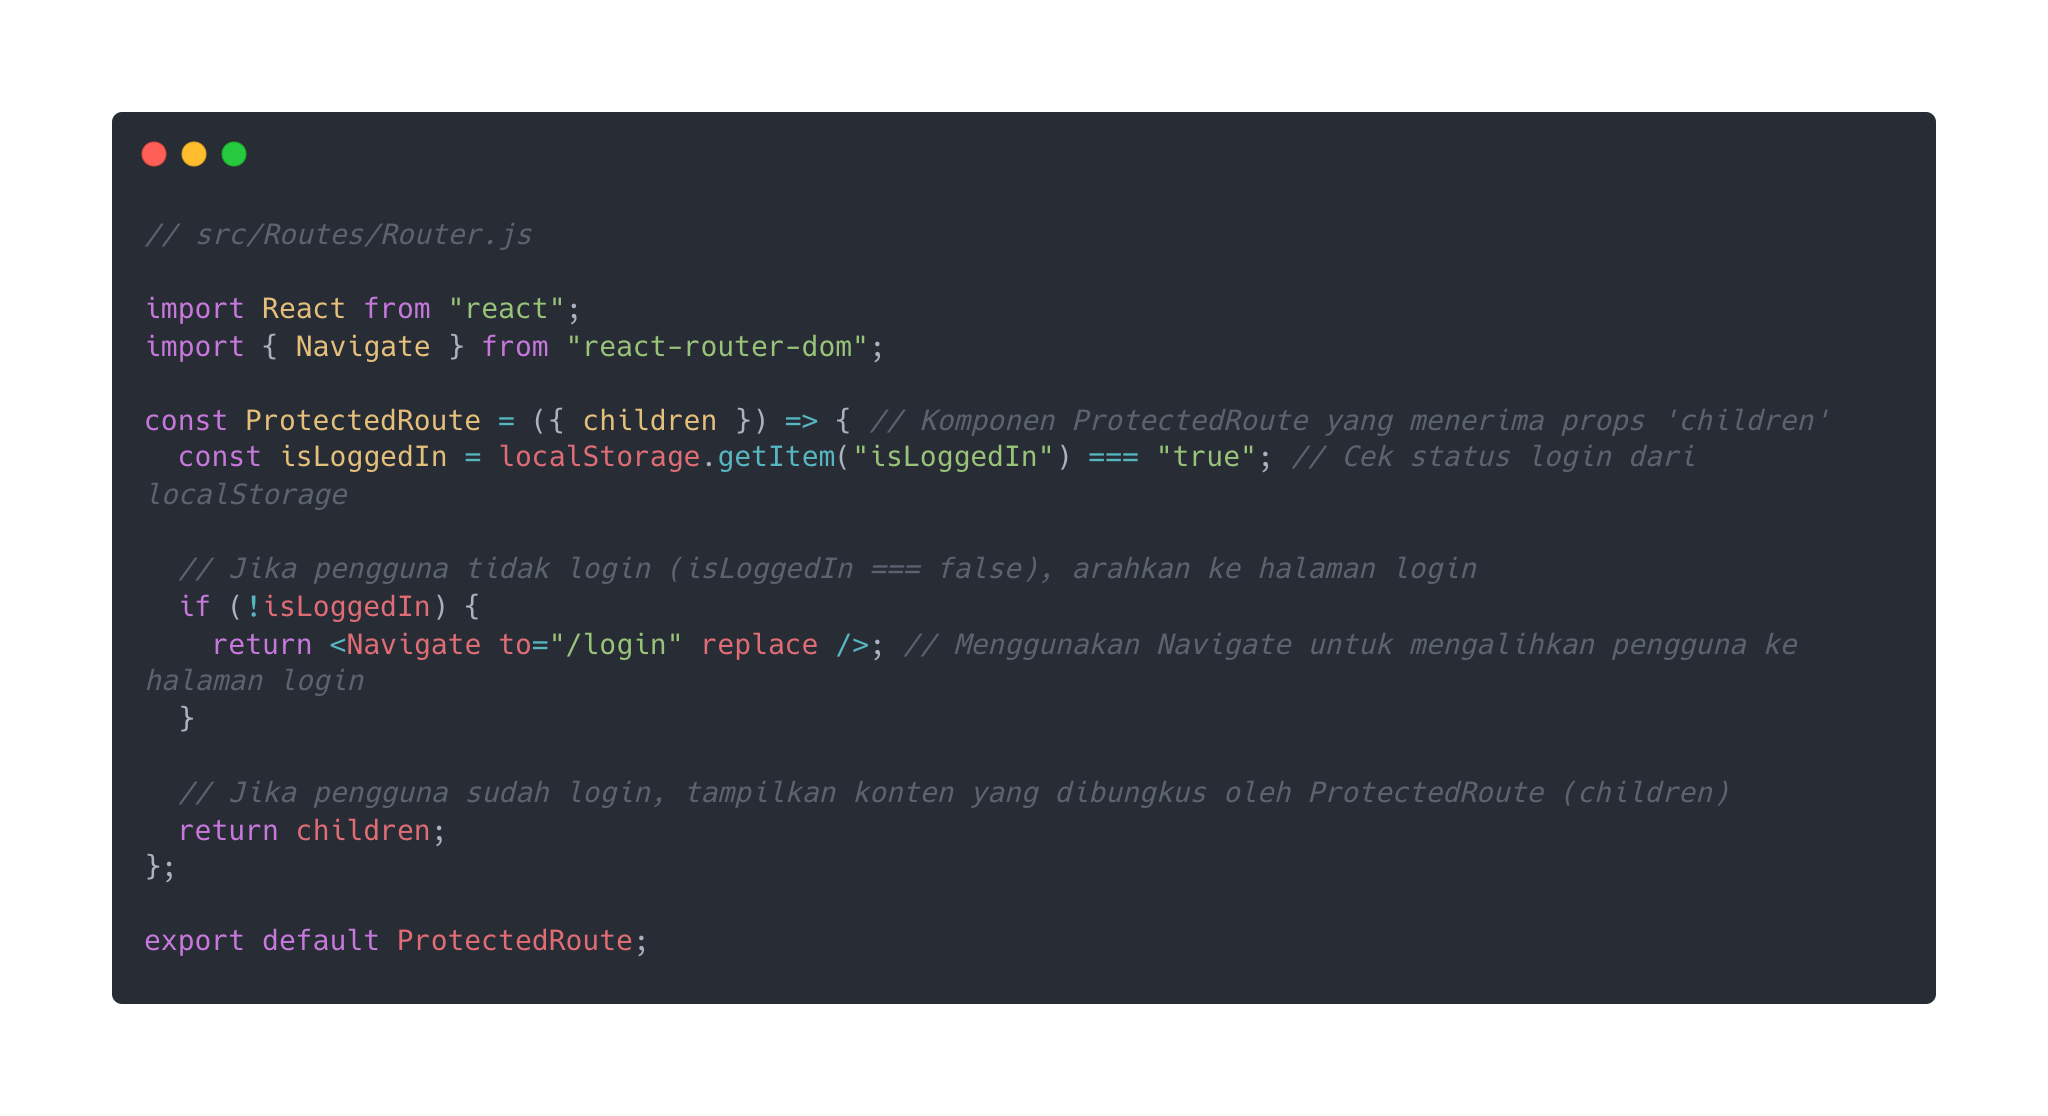 // src/Routes/Router.js
import React from "react";
import { Navigate } from "react-router-dom";
const ProtectedRoute = ({ children }) => { // Komponen ProtectedRoute yang menerima props 'children'
  const isLoggedIn = localStorage.getItem("isLoggedIn") === "true"; // Cek status login dari
localStorage
  // Jika pengguna tidak login (isLoggedIn === false), arahkan ke halaman login
  if (!isLoggedIn) {
    return <Navigate to="/login" replace />; // Menggunakan Navigate untuk mengalihkan pengguna ke
halaman login
  }
  // Jika pengguna sudah login, tampilkan konten yang dibungkus oleh ProtectedRoute (children)
  return children;
};
export default ProtectedRoute;